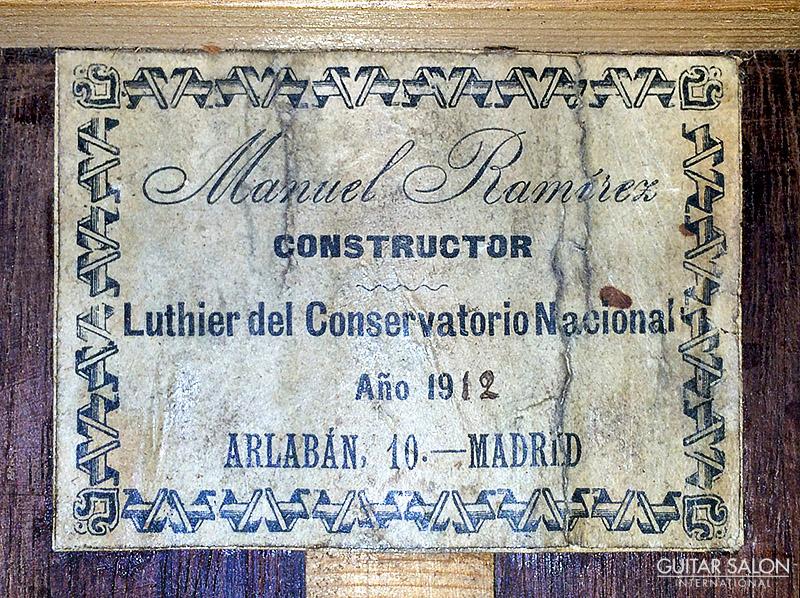 Manuel Ramírez
CONSTRUCTOR
Luthier del Conservatorio Nacional
Año 1912
ARLABÁN, 10.—MADRID
GUITAR SALON
INTERNATIONAL